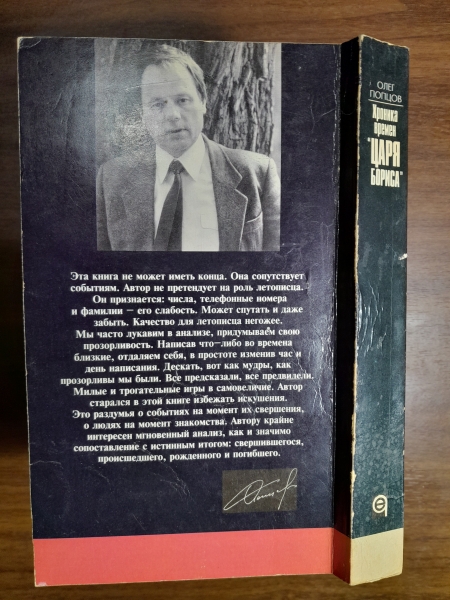 Эта книга не может иметь конца. Она сопутствует
событиям. Автор не претендует на роль летописца.
Он признается: числа, телефонные номера
и фамилии — его слабость. Может спутать и даже
забыть. Качество для летописца негожее.
Мы часто лукавим в анализе, придумываем свою
прозорливость. Написав что–либо во времена
близкие, отдаляем себя, в простоте изменив час и
день написания. Дескать, вот как мудры, как
прозорливы мы были. Все предсказали, все предвидели.
Милые и трогательные игры в самовеличие. Автор
старался в этой книге избежать искушения.
Это раздумья о событиях на момент их свершения,
о людях на момент знакомства. Автору крайне
интересен мгновенный анализ, как и значимо
сопоставление с истинным итогом: свершившегося,
происшедшего, рожденного и погибшего.
ОЛЕГ
ПОПЦОВ
Хроника
времен
"ЦАРЯ
БОРИСА"